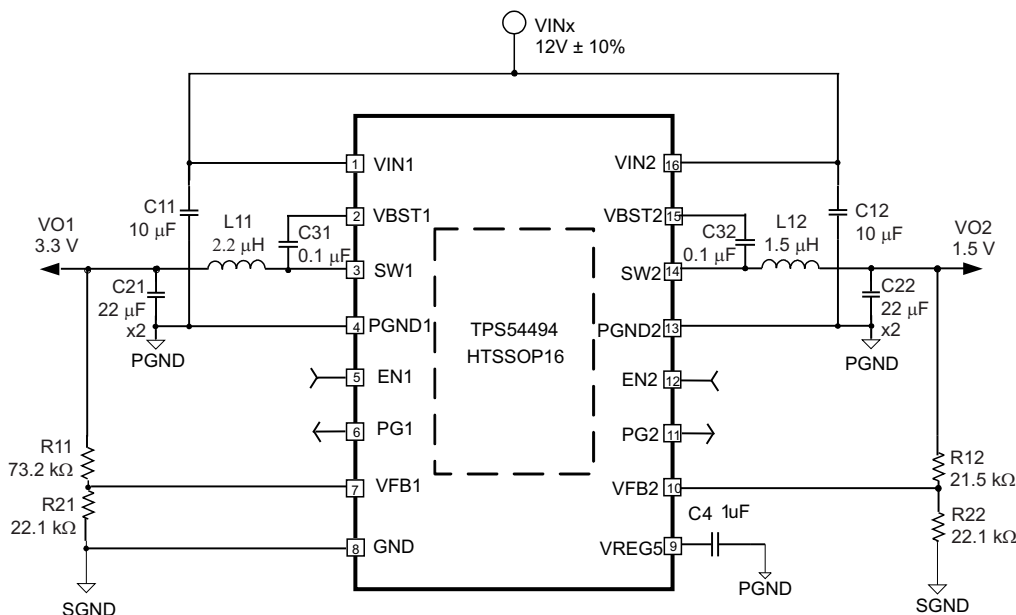 VINx
12V ± 10%
1 VIN1
VIN2 16
C11
10 µF
2 VBST1
VBST2 15
C12
10 µF
VO1
3.3 V
L11
2.2 µH
C31
0.1 µF
C32
0.1 µF
L12
1.5 µH
VO2
1.5 V
3 SW1
SW2 14
C21
22 µF
x2
C22
22 µF
x2
4 PGND1
PGND2 13
PGND
PGND
TPS54494
HTSSOP16
5 EN1
EN2 12
6 PG1
PG2 11
R11
73.2 kΩ
R12
21.5 kΩ
7 VFB1
VFB2 10
R21
22.1 kΩ
R22
22.1 kΩ
C4 1uF
8 GND
VREG5 9
PGND
SGND
SGND